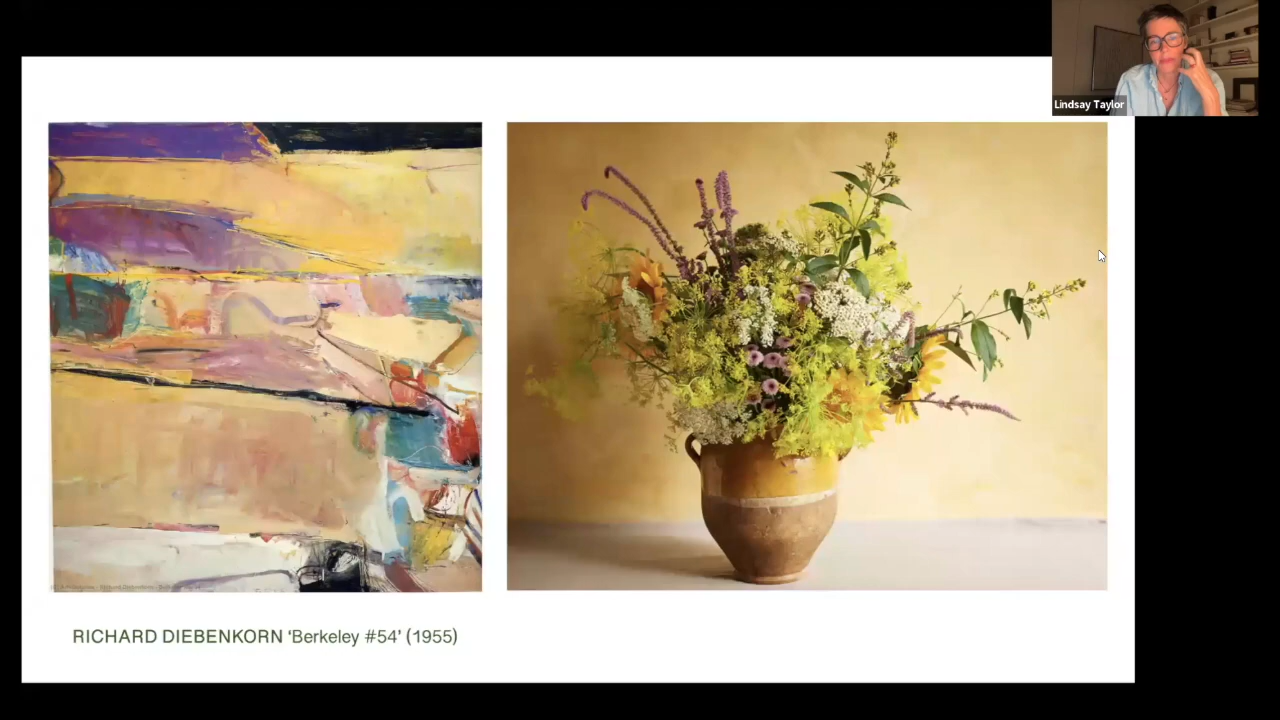 Lindsay Taylor
RICHARD DIEBENKORN ‘Berkeley #54’ (1955)